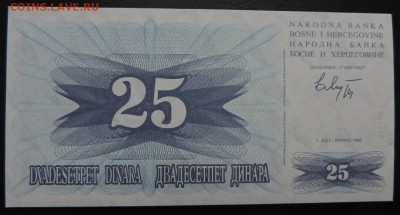 COINS.LAVE.RU
NARODNA BANKA
BOSNE I HERCEGOVINE
НАРОДНА БАНКА
БОСНЕ И ХЕРЦЕГОВИНЕ
25
DVADESETPET DINARA ДВАДЕСЕТПЕТ ДИНАРА
25